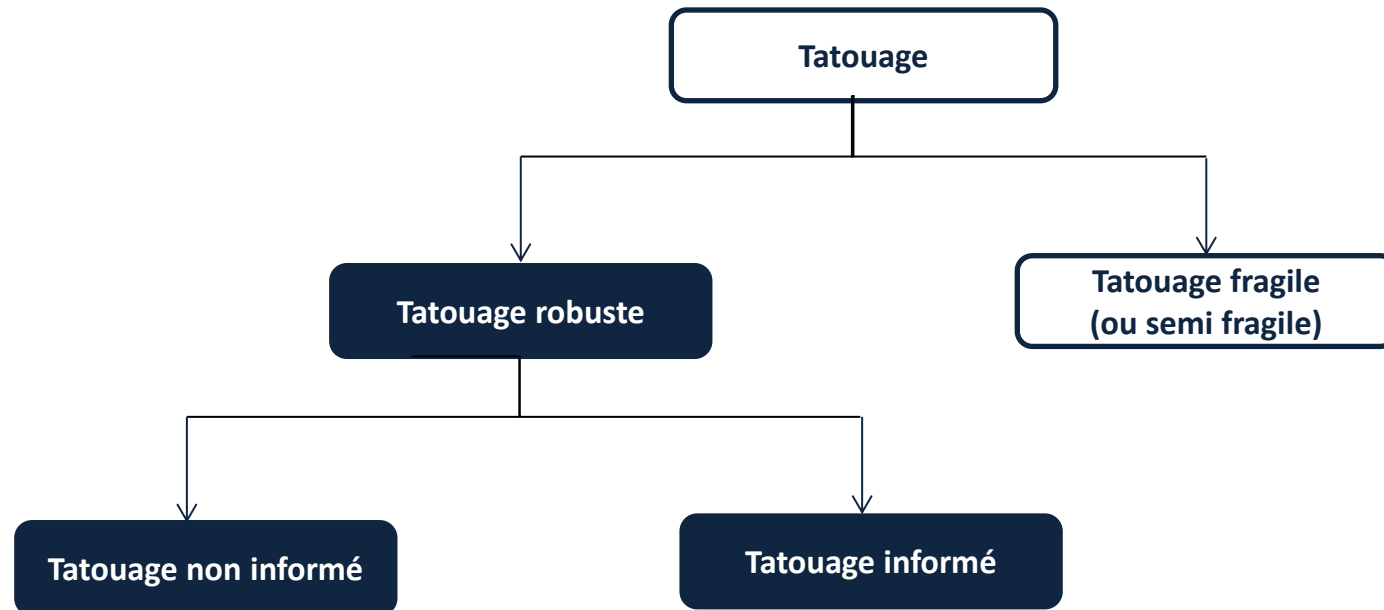 Tatouage
Tatouage robuste
Tatouage fragile
(ou semi fragile)
Tatouage non informé
Tatouage informé